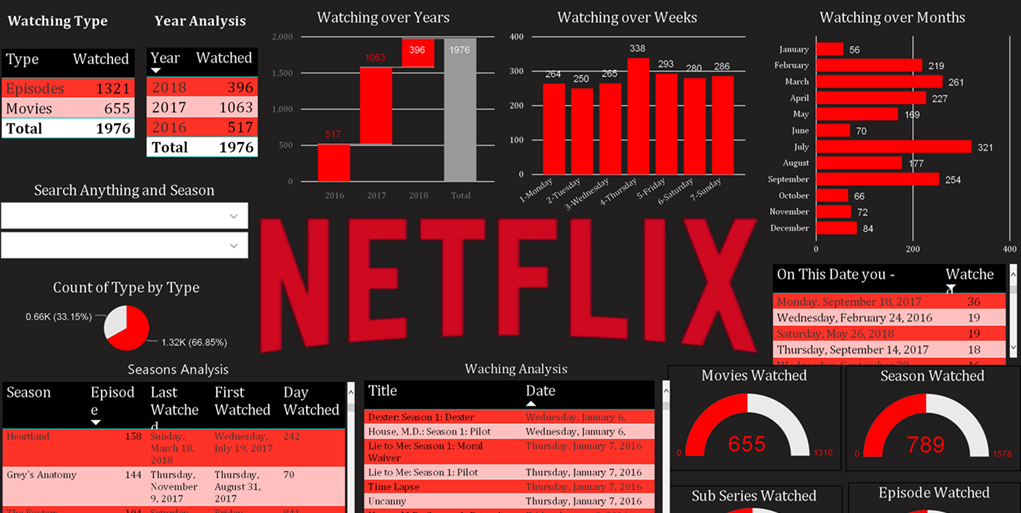 Watching Type
Type Watched
Episodes 1321
Movies 655
Total 1976
Year Analysis
Year Watched
2018 396
2017 1063
2016 517
Total 1976
Watching over Years
2,000
1,500
1,000
500
0
517
1063
396
1976
2016 2017 2018 Total
Watching over Weeks
400
300
200
100
0
264 250 265 338 293 280 286
1-Monday 2-Tuesday 3-Wednesday 4-Thursday 5-Friday 6-Saturday 7-Sunday
Watching over Months
January 56
February 219
March 261
April 227
May 169
June 70
July 321
August 177
September 254
October 66
November 72
December 84
0 200 400
Search Anything and Season
NETFLIX
Count of Type by Type
0.66K (33.15%)
1.32K (66.85%)
On This Date you - Watche
d
Monday, September 18, 2017 36
Wednesday, February 24, 2016 19
Saturday, May 26, 2018 19
Thursday, September 14, 2017 18
Seasons Analysis
Season Episod Last First Day
e Watche Watched Watched
d
Heartland 158 Sunday, Wednesday, 242
March 18, July 19, 2017
2018
Grey's Anatomy 144 Thursday, Thursday, 70
November August 31,
9, 2017 2017
Waching Analysis
Title Date
Dexter: Season 1: Dexter Wednesday, January 6,
House, M.D.: Season 1: Pilot Wednesday, January 6,
Lie to Me: Season 1: Moral Thursday, January 7, 2016
Waiver
Lie to Me: Season 1: Pilot Thursday, January 7, 2016
Time Lapse Thursday, January 7, 2016
Uncanny Thursday, January 7, 2016
Movies Watched
655
0 1310
Season Watched
789
0 1578
Sub Series Watched
Episode Watched